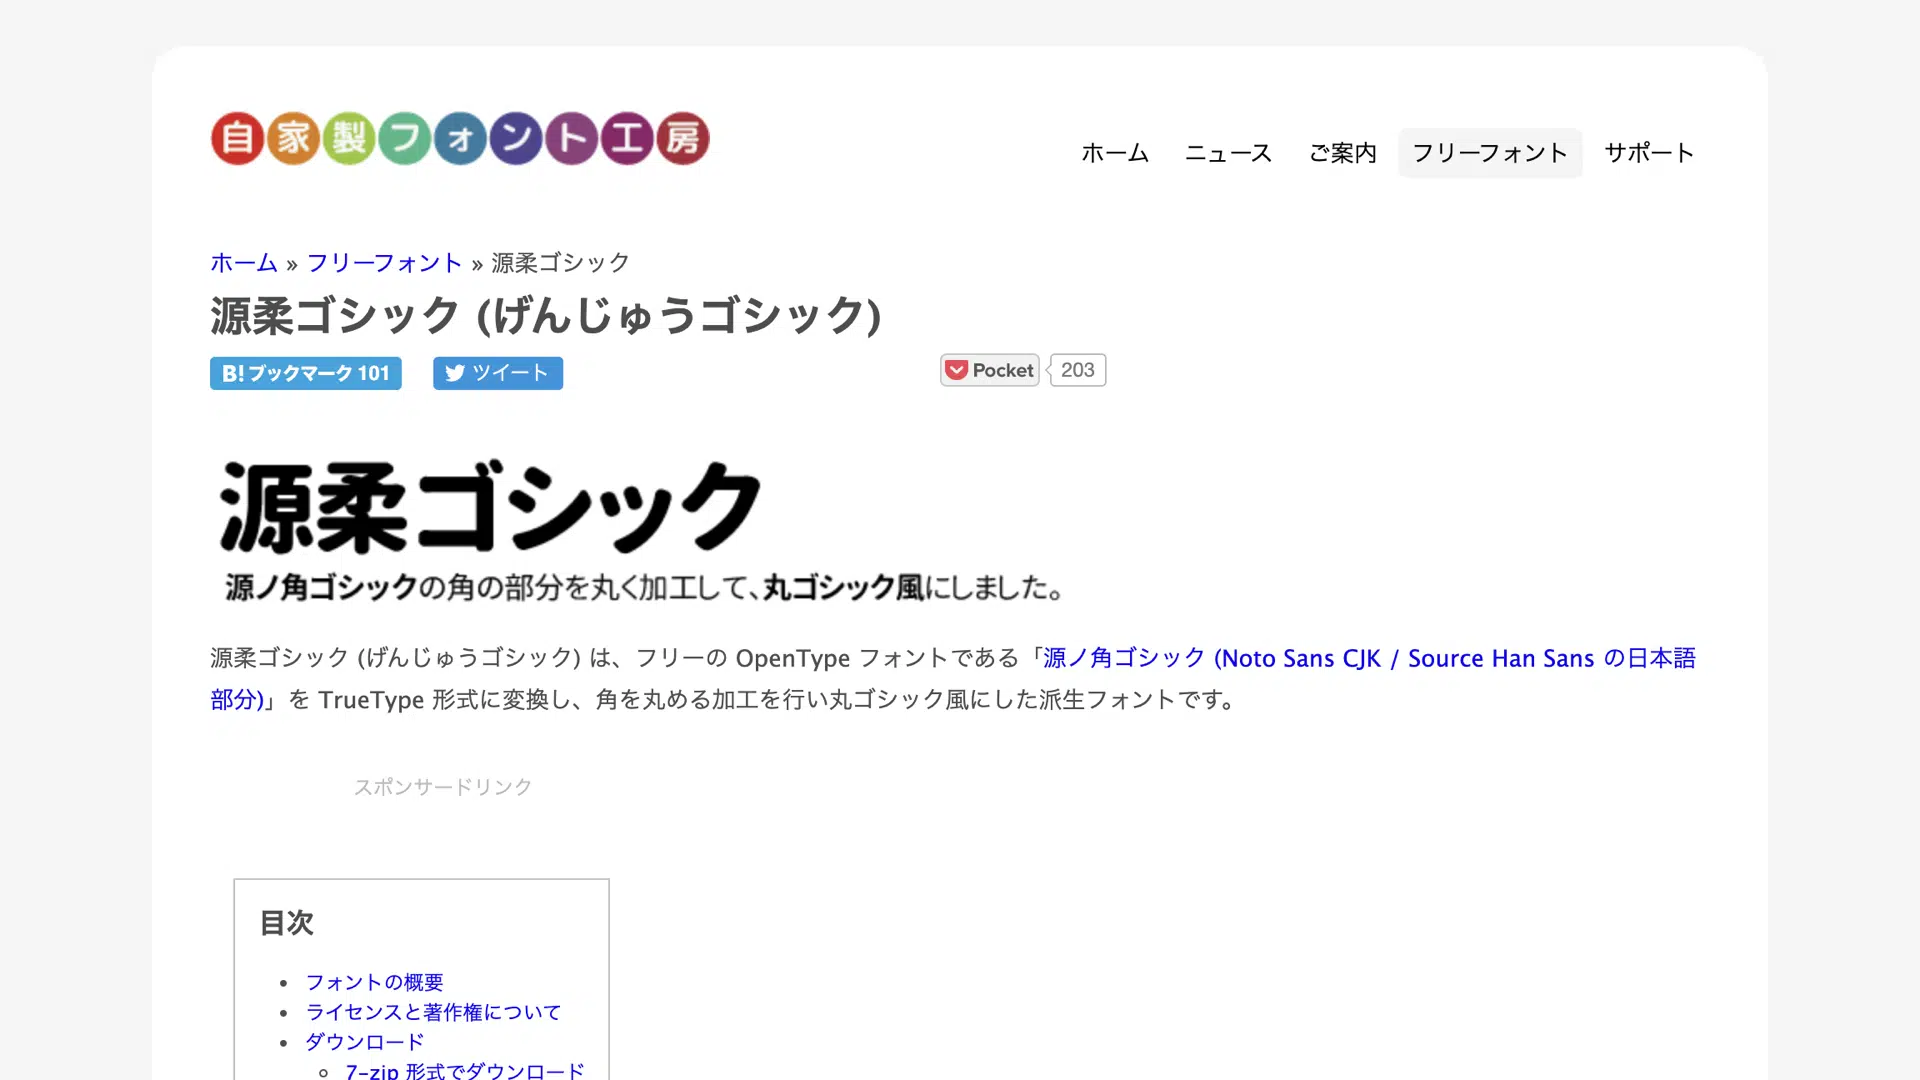 自家製フォント工房
ホーム ニュース ご案内 フリーフォント サポート
ホーム » フリーフォント » 源柔ゴシック
源柔ゴシック (げんじゅうゴシック)
B! ブックマーク 101 ツイート Pocket 203
源柔ゴシック
源ノ角ゴシックの角の部分を丸く加工して、丸ゴシック風にしました。
源柔ゴシック (げんじゅうゴシック) は、フリーの OpenType フォントである「源ノ角ゴシック (Noto Sans CJK / Source Han Sans の日本語
部分)」を TrueType 形式に変換し、角を丸める加工を行い丸ゴシック風にした派生フォントです。
スポンサードリンク
目次
フォントの概要
ライセンスと著作権について
ダウンロード
7-zip 形式でダウンロード